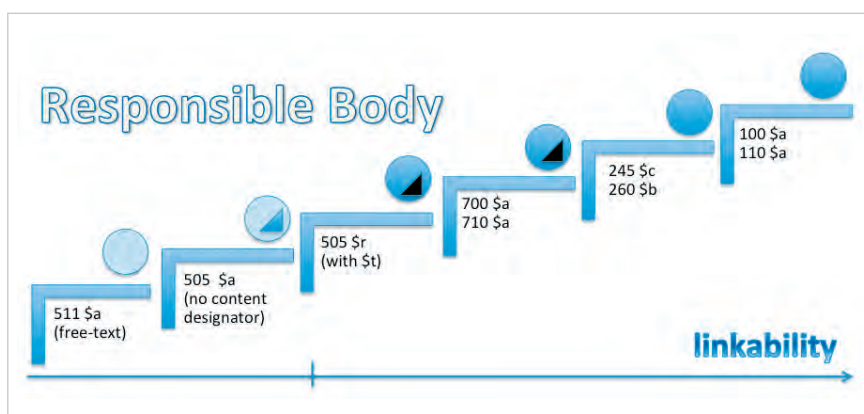 Responsible Body
511 $a
(free-text)
505 $a
(no content
designator)
505 $r
(with $t)
700 $a
710 $a
245 $c
260 $b
100 $a
110 $a
linkability